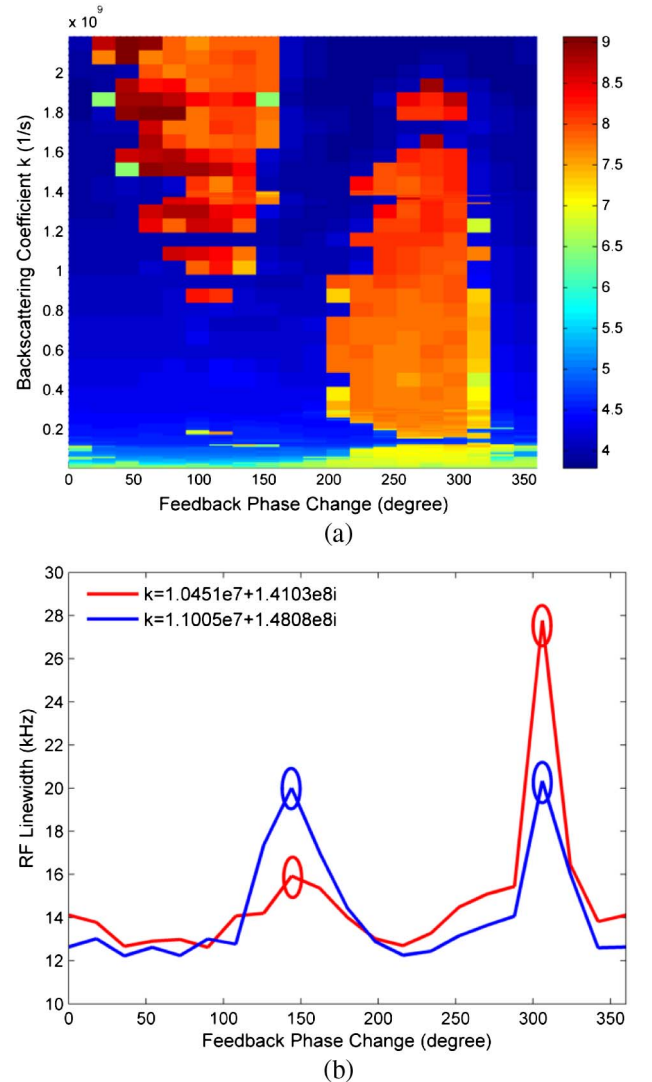 x 10⁹
2
1.8
1.6
1.4
1.2
1
0.8
0.6
0.4
0.2
Backscattering Coefficient k (1/s)
0 50 100 150 200 250 300 350
Feedback Phase Change (degree)
9
8.5
8
7.5
7
6.5
6
5.5
5
4.5
4
(a)
30
28
26
24
22
20
18
16
14
12
10
RF Linewidth (kHz)
k=1.0451e7+1.4103e8i
k=1.1005e7+1.4808e8i
0 50 100 150 200 250 300 350
Feedback Phase Change (degree)
(b)